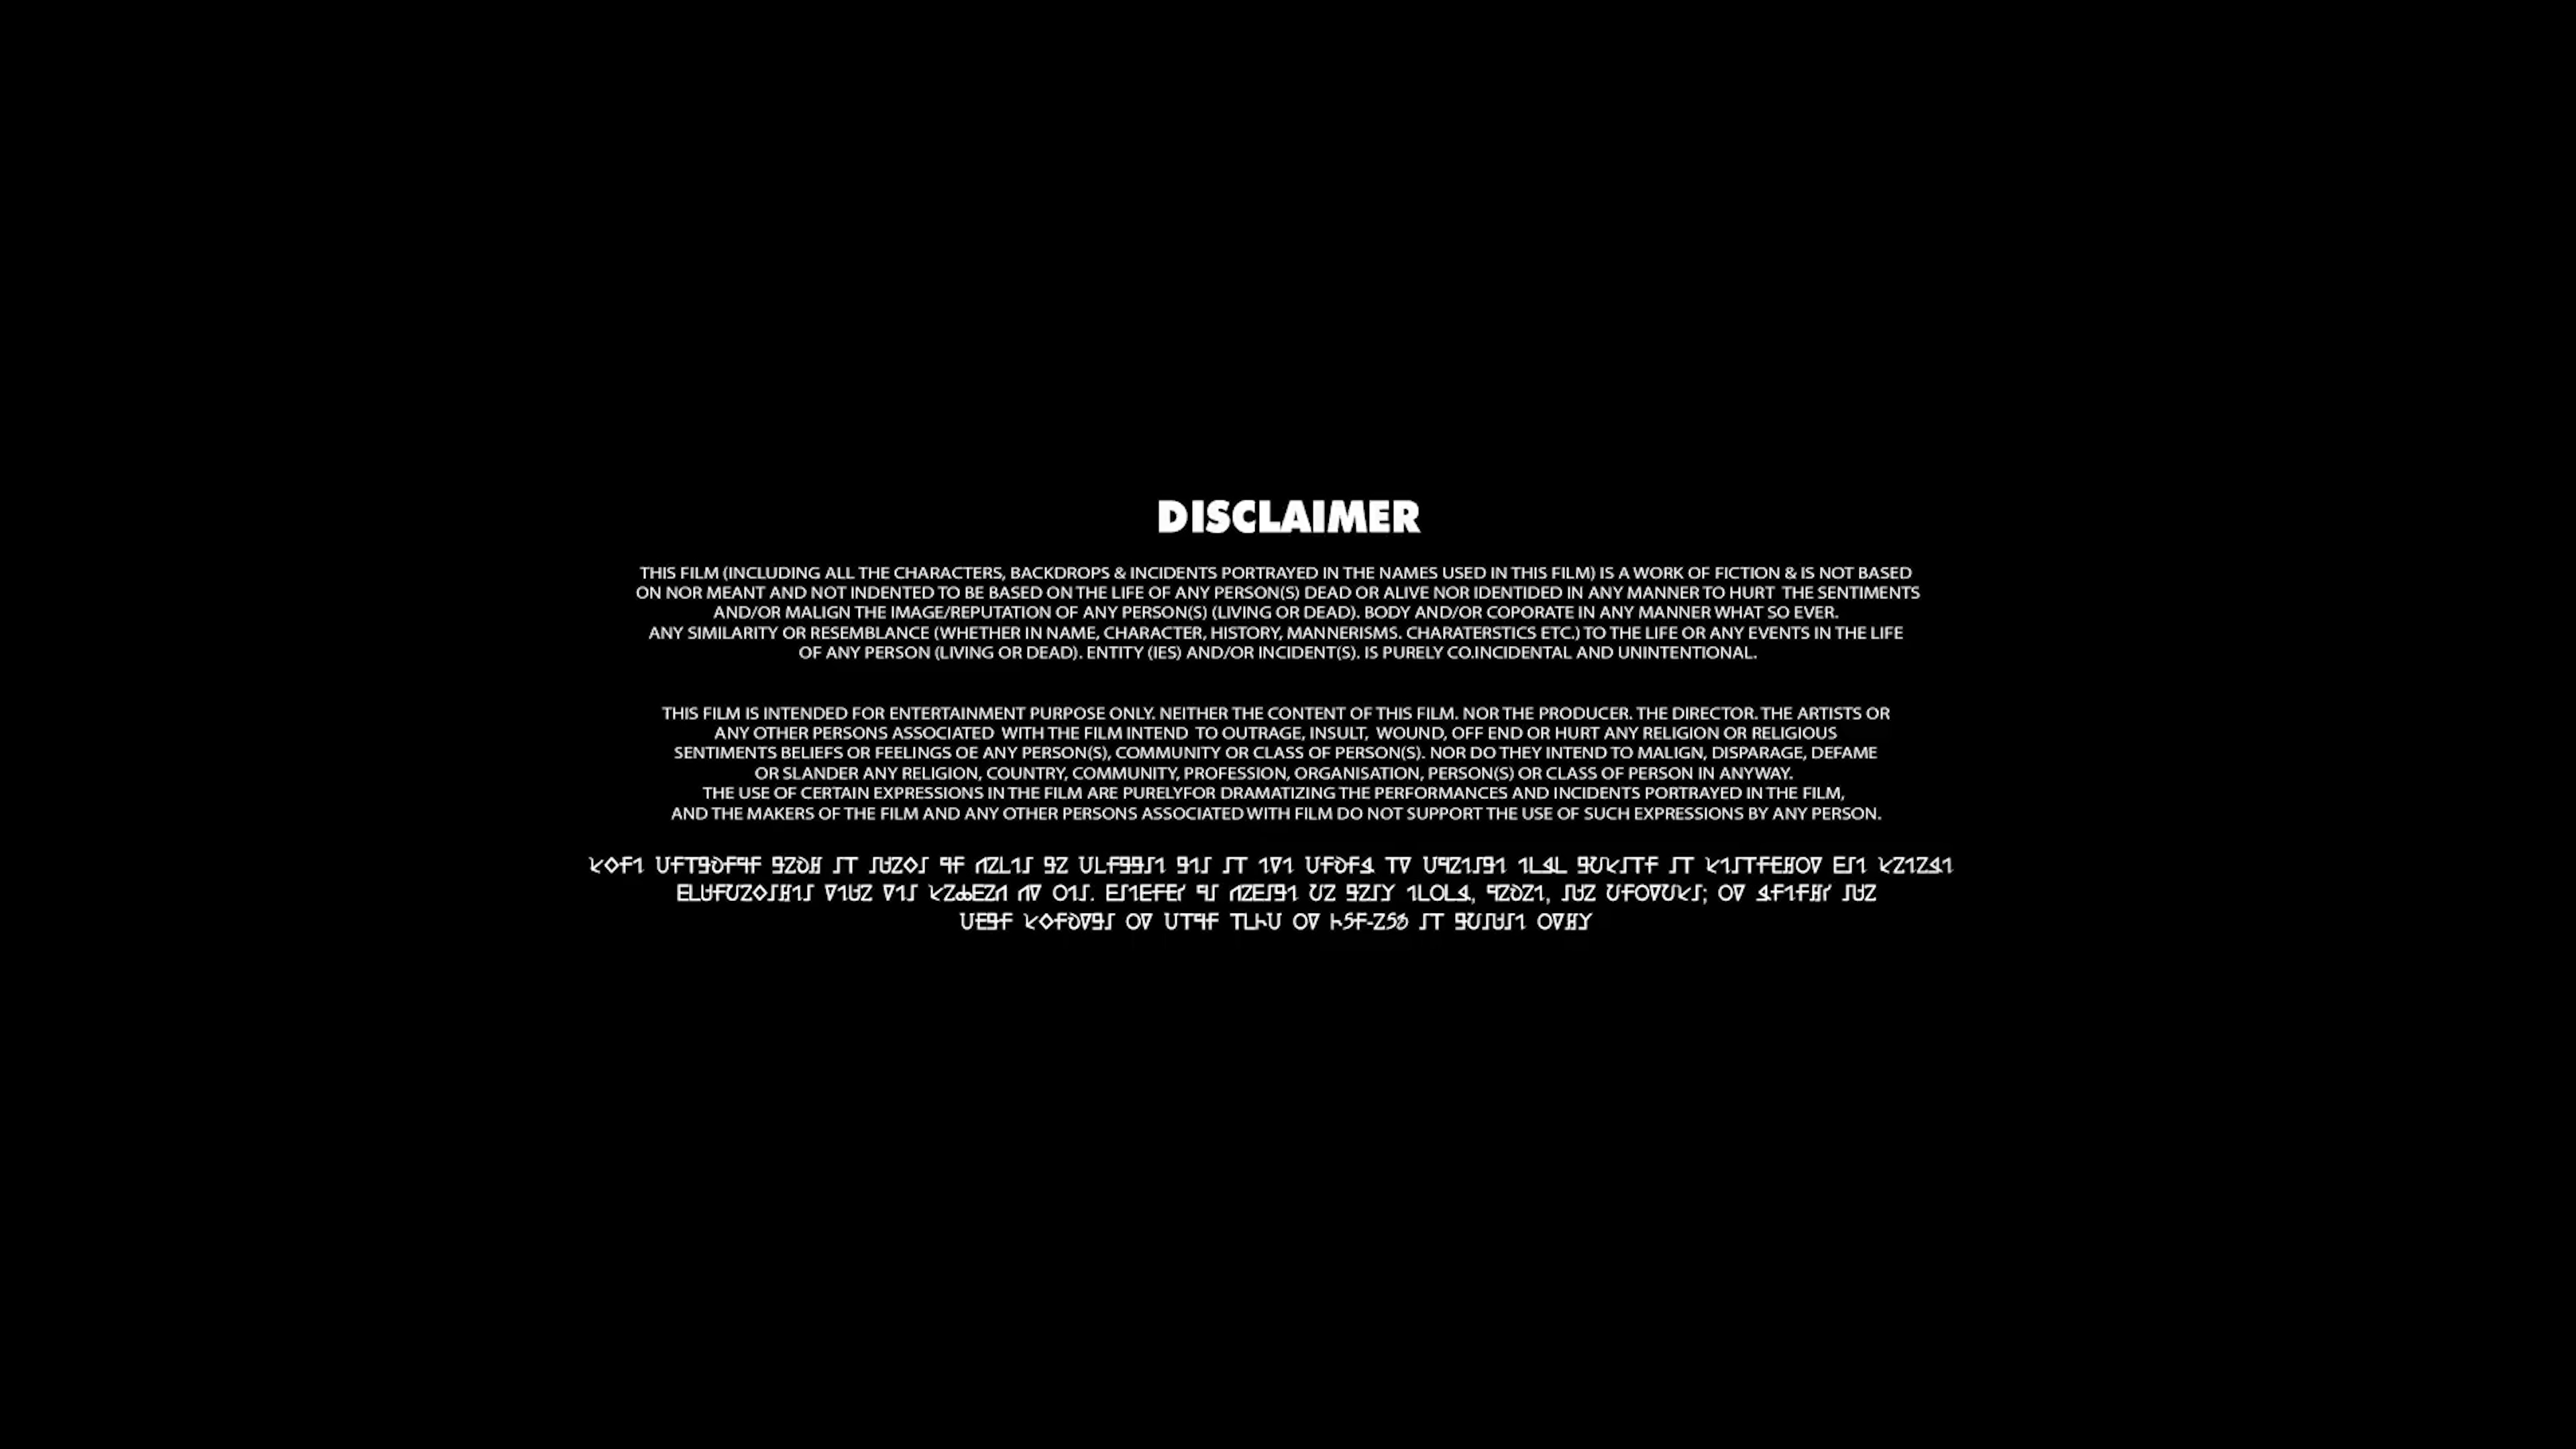 DISCLAIMER
THIS FILM (INCLUDING ALL THE CHARACTERS, BACKDROPS & INCIDENTS PORTRAYED IN THE NAMES USED IN THIS FILM) IS A WORK OF FICTION & IS NOT BASED
ON NOR MEANT AND NOT INDENTED TO BE BASED ON THE LIFE OF ANY PERSON(S) DEAD OR ALIVE NOR IDENTIDED IN ANY MANNER TO HURT THE SENTIMENTS
AND/OR MALIGN THE IMAGE/REPUTATION OF ANY PERSON(S) (LIVING OR DEAD). BODY AND/OR COPORATE IN ANY MANNER WHAT SO EVER.
ANY SIMILARITY OR RESEMBLANCE (WHETHER IN NAME, CHARACTER, HISTORY, MANNERISMS. CHARATERSTICS ETC.) TO THE LIFE OR ANY EVENTS IN THE LIFE
OF ANY PERSON (LIVING OR DEAD). ENTITY (IES) AND/OR INCIDENT(S). IS PURELY CO.INCIDENTAL AND UNINTENTIONAL.
THIS FILM IS INTENDED FOR ENTERTAINMENT PURPOSE ONLY. NEITHER THE CONTENT OF THIS FILM. NOR THE PRODUCER. THE DIRECTOR. THE ARTISTS OR
ANY OTHER PERSONS ASSOCIATED WITH THE FILM INTEND TO OUTRAGE, INSULT, WOUND, OFF END OR HURT ANY RELIGION OR RELIGIOUS
SENTIMENTS BELIEFS OR FEELINGS OE ANY PERSON(S), COMMUNITY OR CLASS OF PERSON(S). NOR DO THEY INTEND TO MALIGN, DISPARAGE, DEFAME
OR SLANDER ANY RELIGION, COUNTRY, COMMUNITY, PROFESSION, ORGANISATION, PERSON(S) OR CLASS OF PERSON IN ANYWAY.
THE USE OF CERTAIN EXPRESSIONS IN THE FILM ARE PURELYFOR DRAMATIZING THE PERFORMANCES AND INCIDENTS PORTRAYED IN THE FILM,
AND THE MAKERS OF THE FILM AND ANY OTHER PERSONS ASSOCIATED WITH FILM DO NOT SUPPORT THE USE OF SUCH EXPRESSIONS BY ANY PERSON.